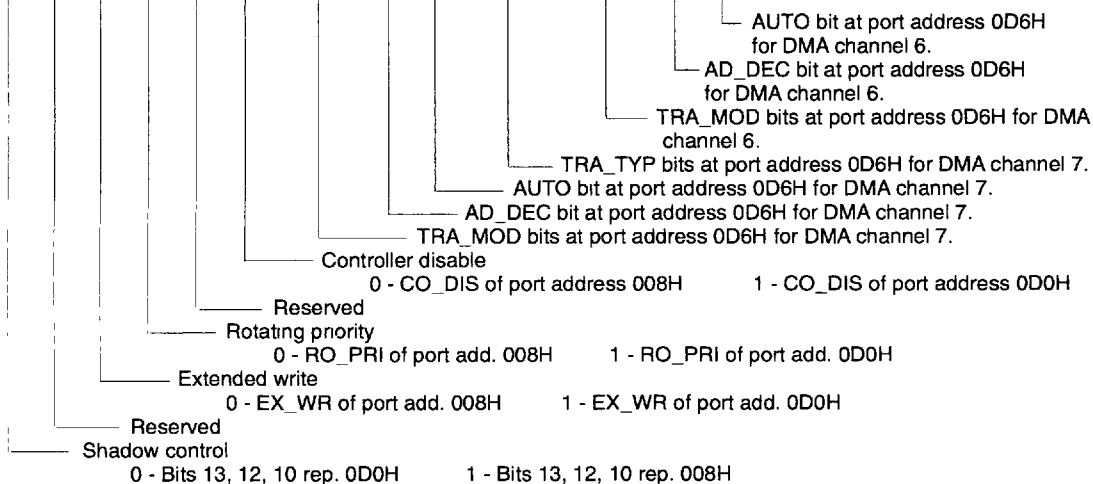 AUTO bit at port address 0D6H
for DMA channel 6.
AD_DEC bit at port address 0D6H
for DMA channel 6.
TRA_MOD bits at port address 0D6H for DMA
channel 6.
TRA_TYP bits at port address 0D6H for DMA channel 7.
AUTO bit at port address 0D6H for DMA channel 7.
AD_DEC bit at port address 0D6H for DMA channel 7.
TRA_MOD bits at port address 0D6H for DMA channel 7.
Controller disable
0 - CO_DIS of port address 008H 1 - CO_DIS of port address 0D0H
Reserved
Rotating priority
0 - RO_PRI of port add. 008H 1 - RO_PRI of port add. 0D0H
Extended write
0 - EX_WR of port add. 008H 1 - EX_WR of port add. 0D0H
Reserved
Shadow control
0 - Bits 13, 12, 10 rep. 0D0H 1 - Bits 13, 12, 10 rep. 008H